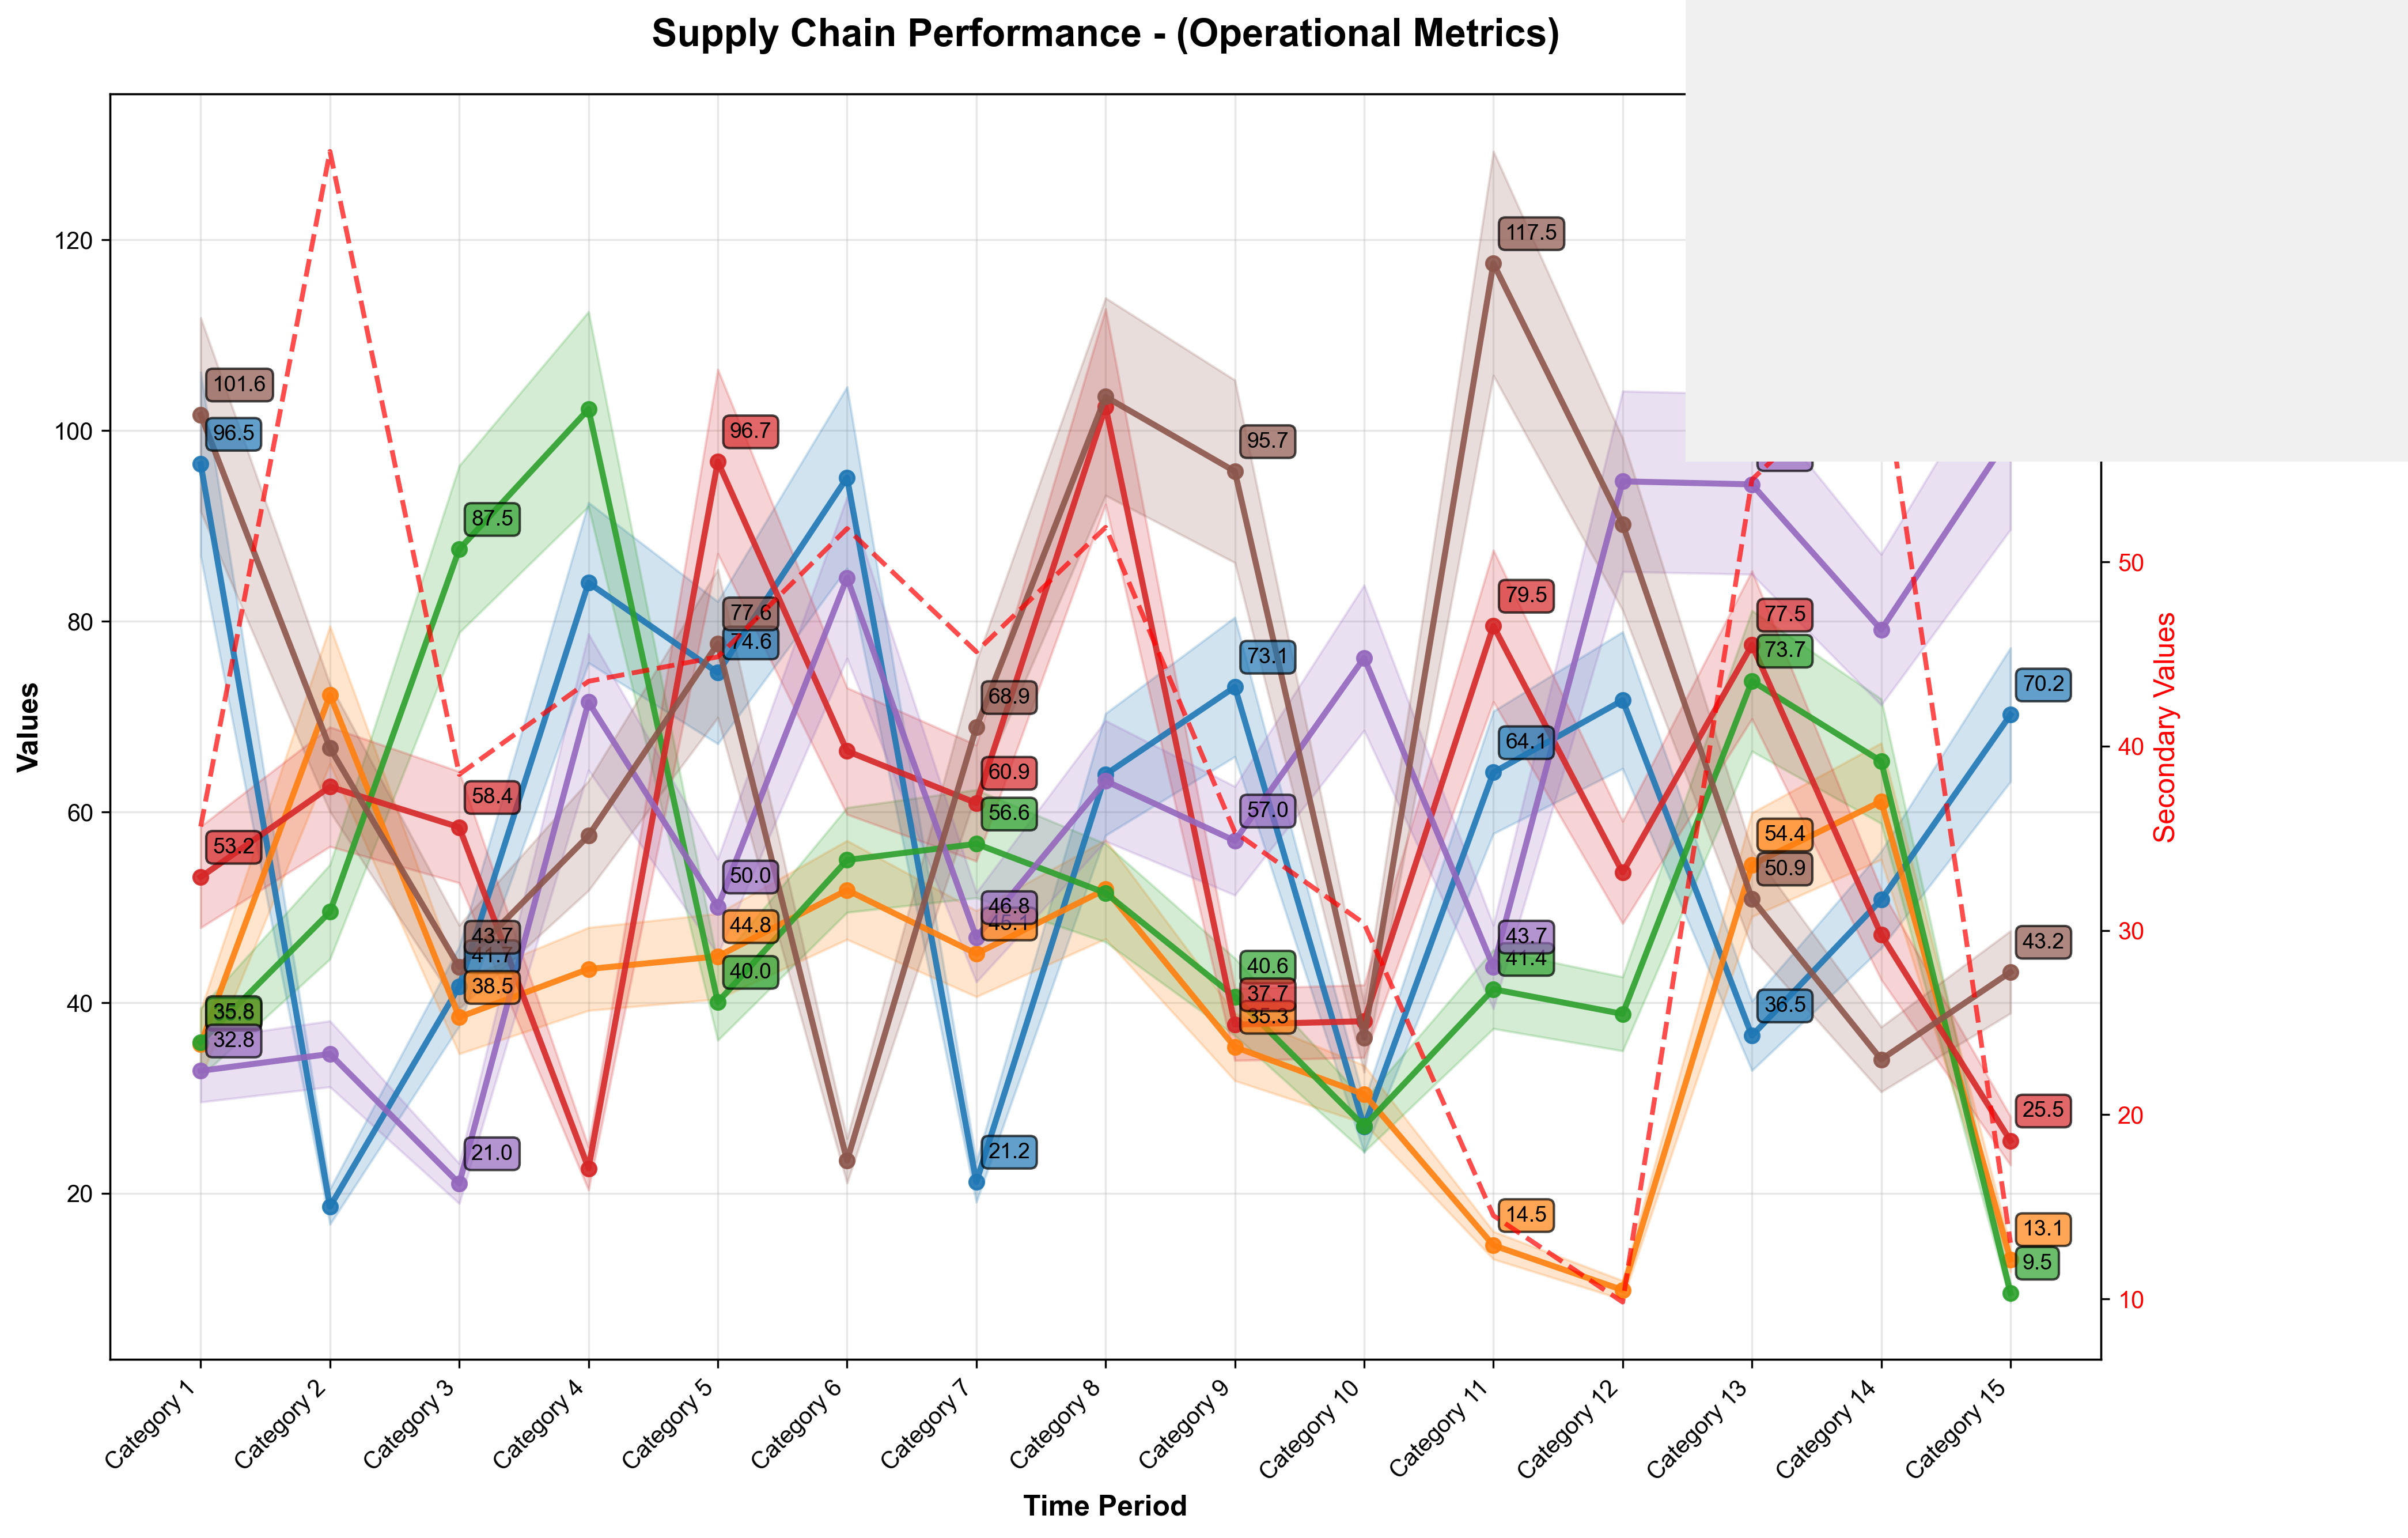 Supply Chain Performance - (Operational Metrics)
Values
120
100
80
60
40
20
101.6
96.5
53.2
35.8
32.8
87.5
58.4
43.7
41.7
38.5
21.0
96.7
77.6
74.6
50.0
44.8
40.0
68.9
60.9
56.6
46.8
45.1
21.2
95.7
73.1
57.0
40.6
37.7
35.3
117.5
79.5
64.1
43.7
41.4
14.5
77.5
73.7
54.4
50.9
36.5
70.2
43.2
25.5
13.1
9.5
50
40
30
20
10
Secondary Values
Category 1
Category 2
Category 3
Category 4
Category 5
Category 6
Category 7
Category 8
Category 9
Category 10
Category 11
Category 12
Category 13
Category 14
Category 15
Time Period